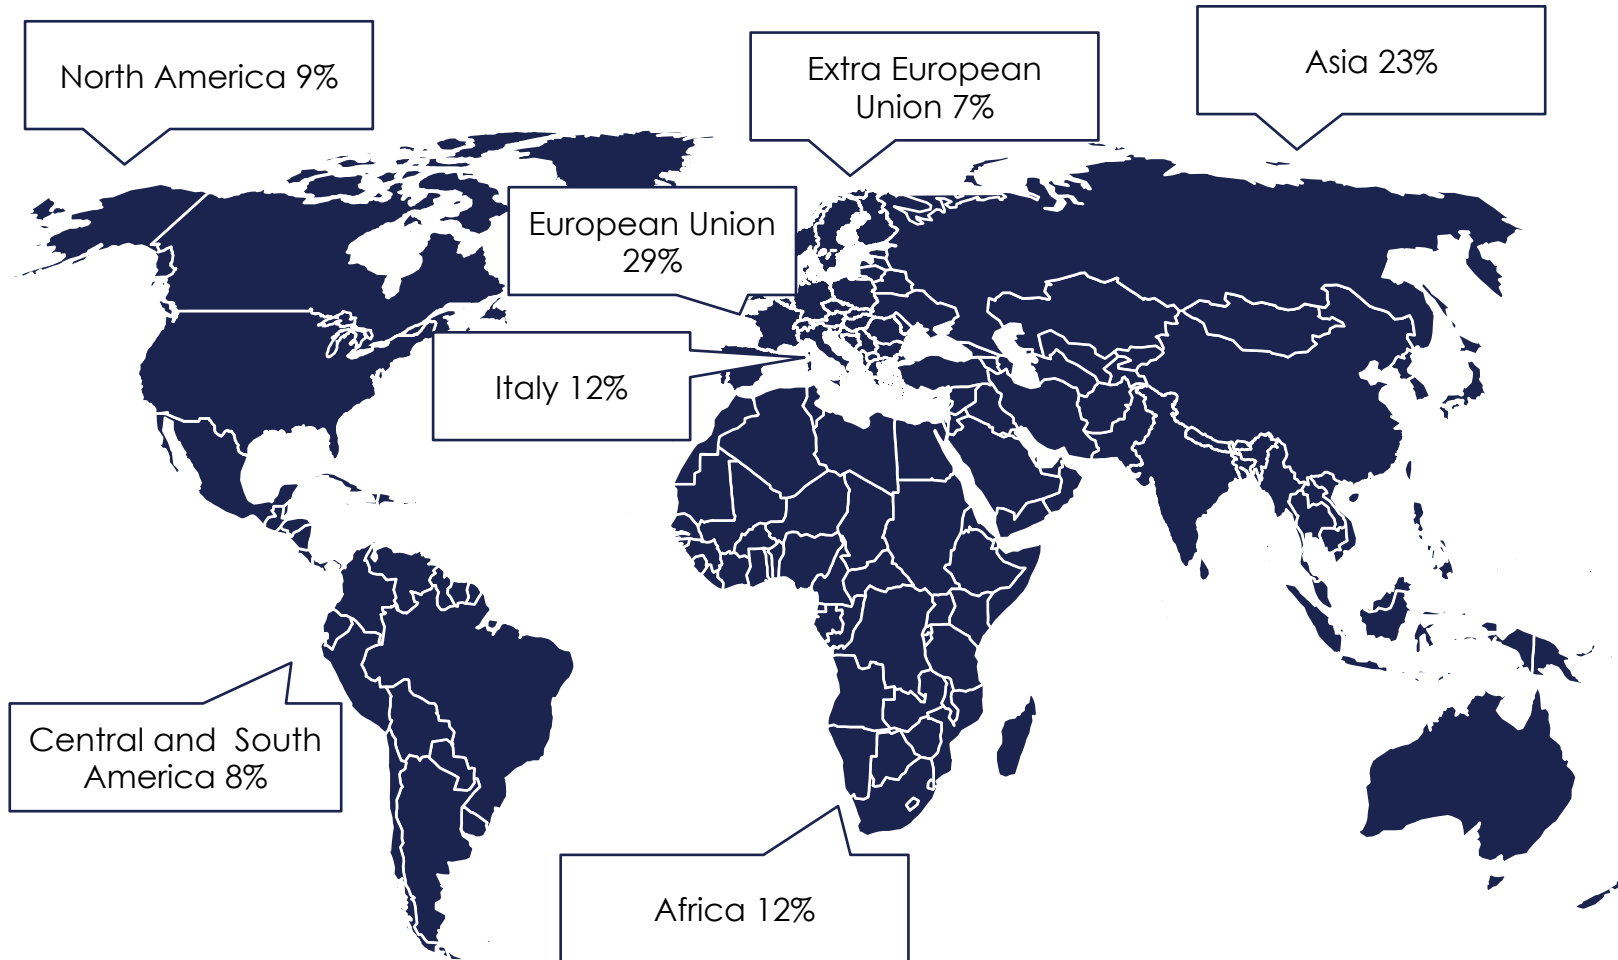 North America 9%
Extra European
Union 7%
Asia 23%
European Union
29%
Italy 12%
Central and  South
America 8%
Africa 12%